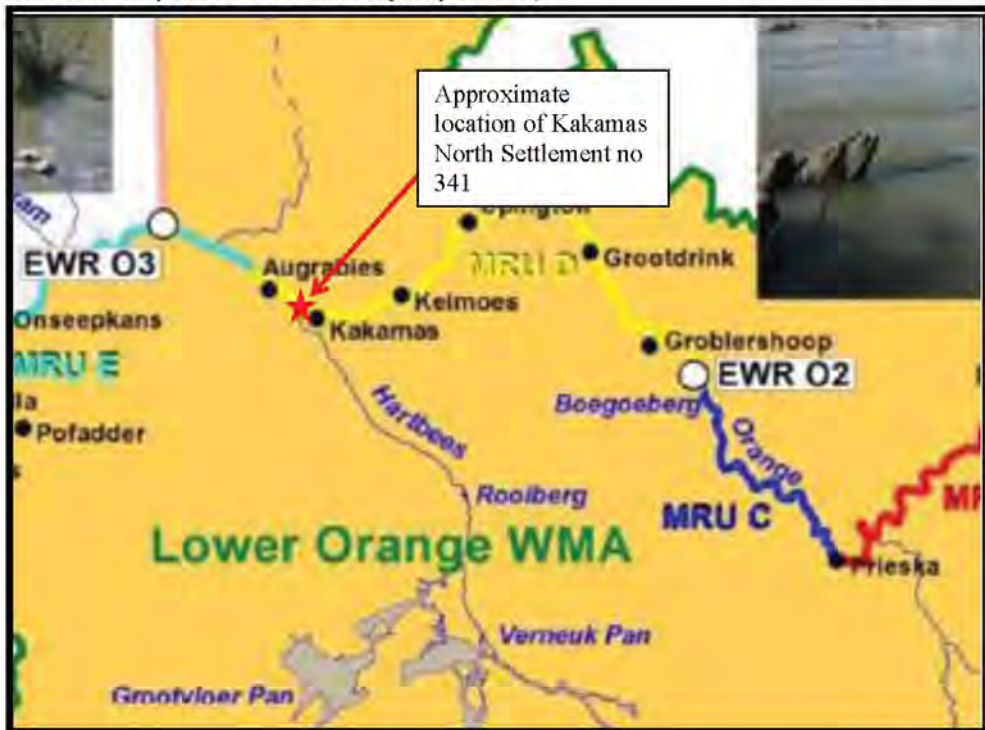 Approximate
location of Kakamas
North Settlement no
341
EWR O3
Augrabies
MRU D
Grootdrink
Onseepkans
Keimoes
Kakamas
MRU E
Groblershoop
EWR O2
Boegoeberg
Pofadder
Hartbees
Orange
Rooiberg
MRU C
Lower Orange WMA
Prieska
Verneuk Pan
Grootvloer Pan